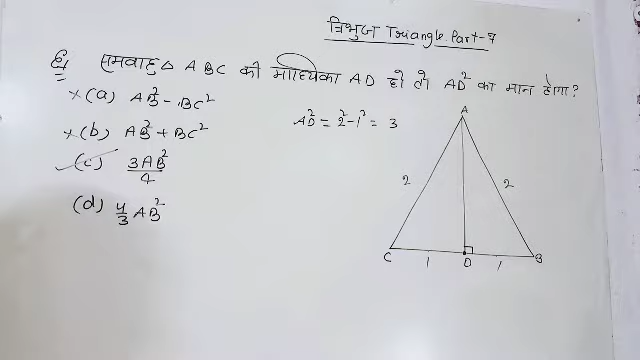 त्रिभुज Triangle Part-7
समबाहु △ ABC की माध्यिका AD हो तो AD² का मान होगा?
(a) AB² - BC²
(b) AB² + BC²
(c) 3AB²/4
(d) 4/3 AB²
AD² = 2² - 1² = 3
A
2 2
C 1 D 1 B